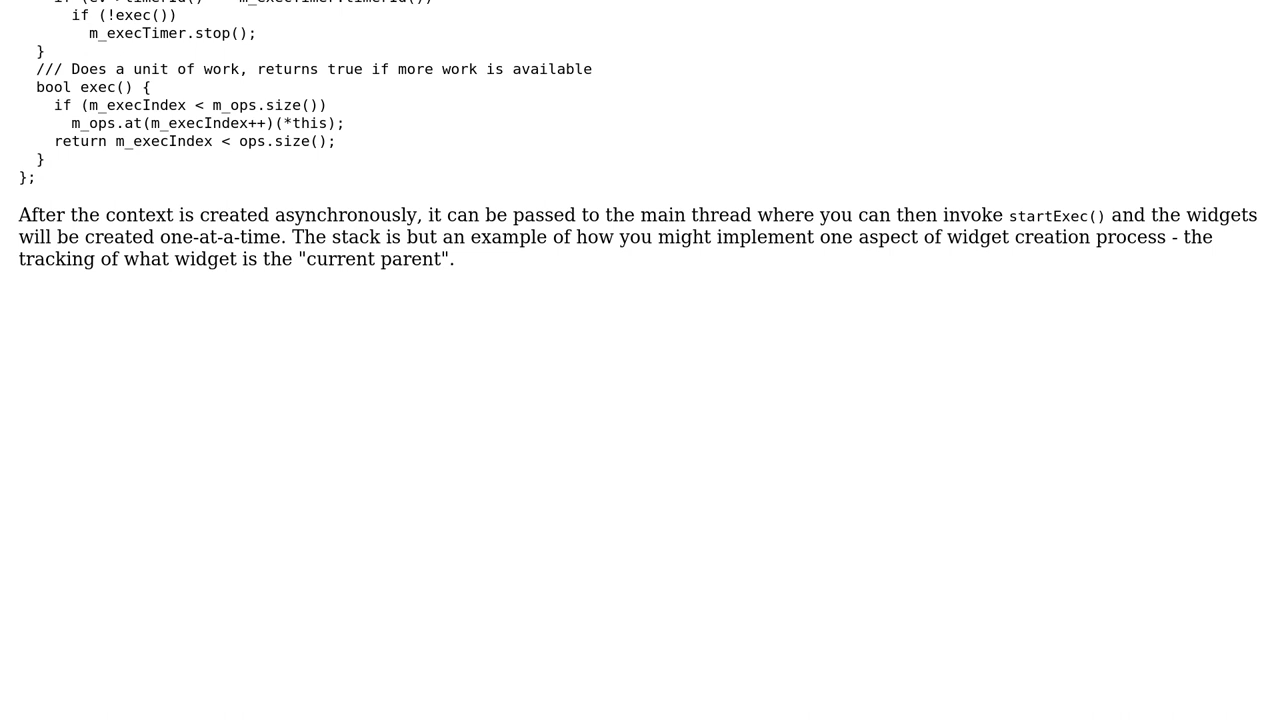 if (!exec())
m_execTimer.stop();
}
/// Does a unit of work, returns true if more work is available
bool exec() {
if (m_execIndex < m_ops.size())
m_ops.at(m_execIndex++)(*this);
return m_execIndex < ops.size();
}
};
After the context is created asynchronously, it can be passed to the main thread where you can then invoke startExec() and the widgets
will be created one-at-a-time. The stack is but an example of how you might implement one aspect of widget creation process - the
tracking of what widget is the "current parent".